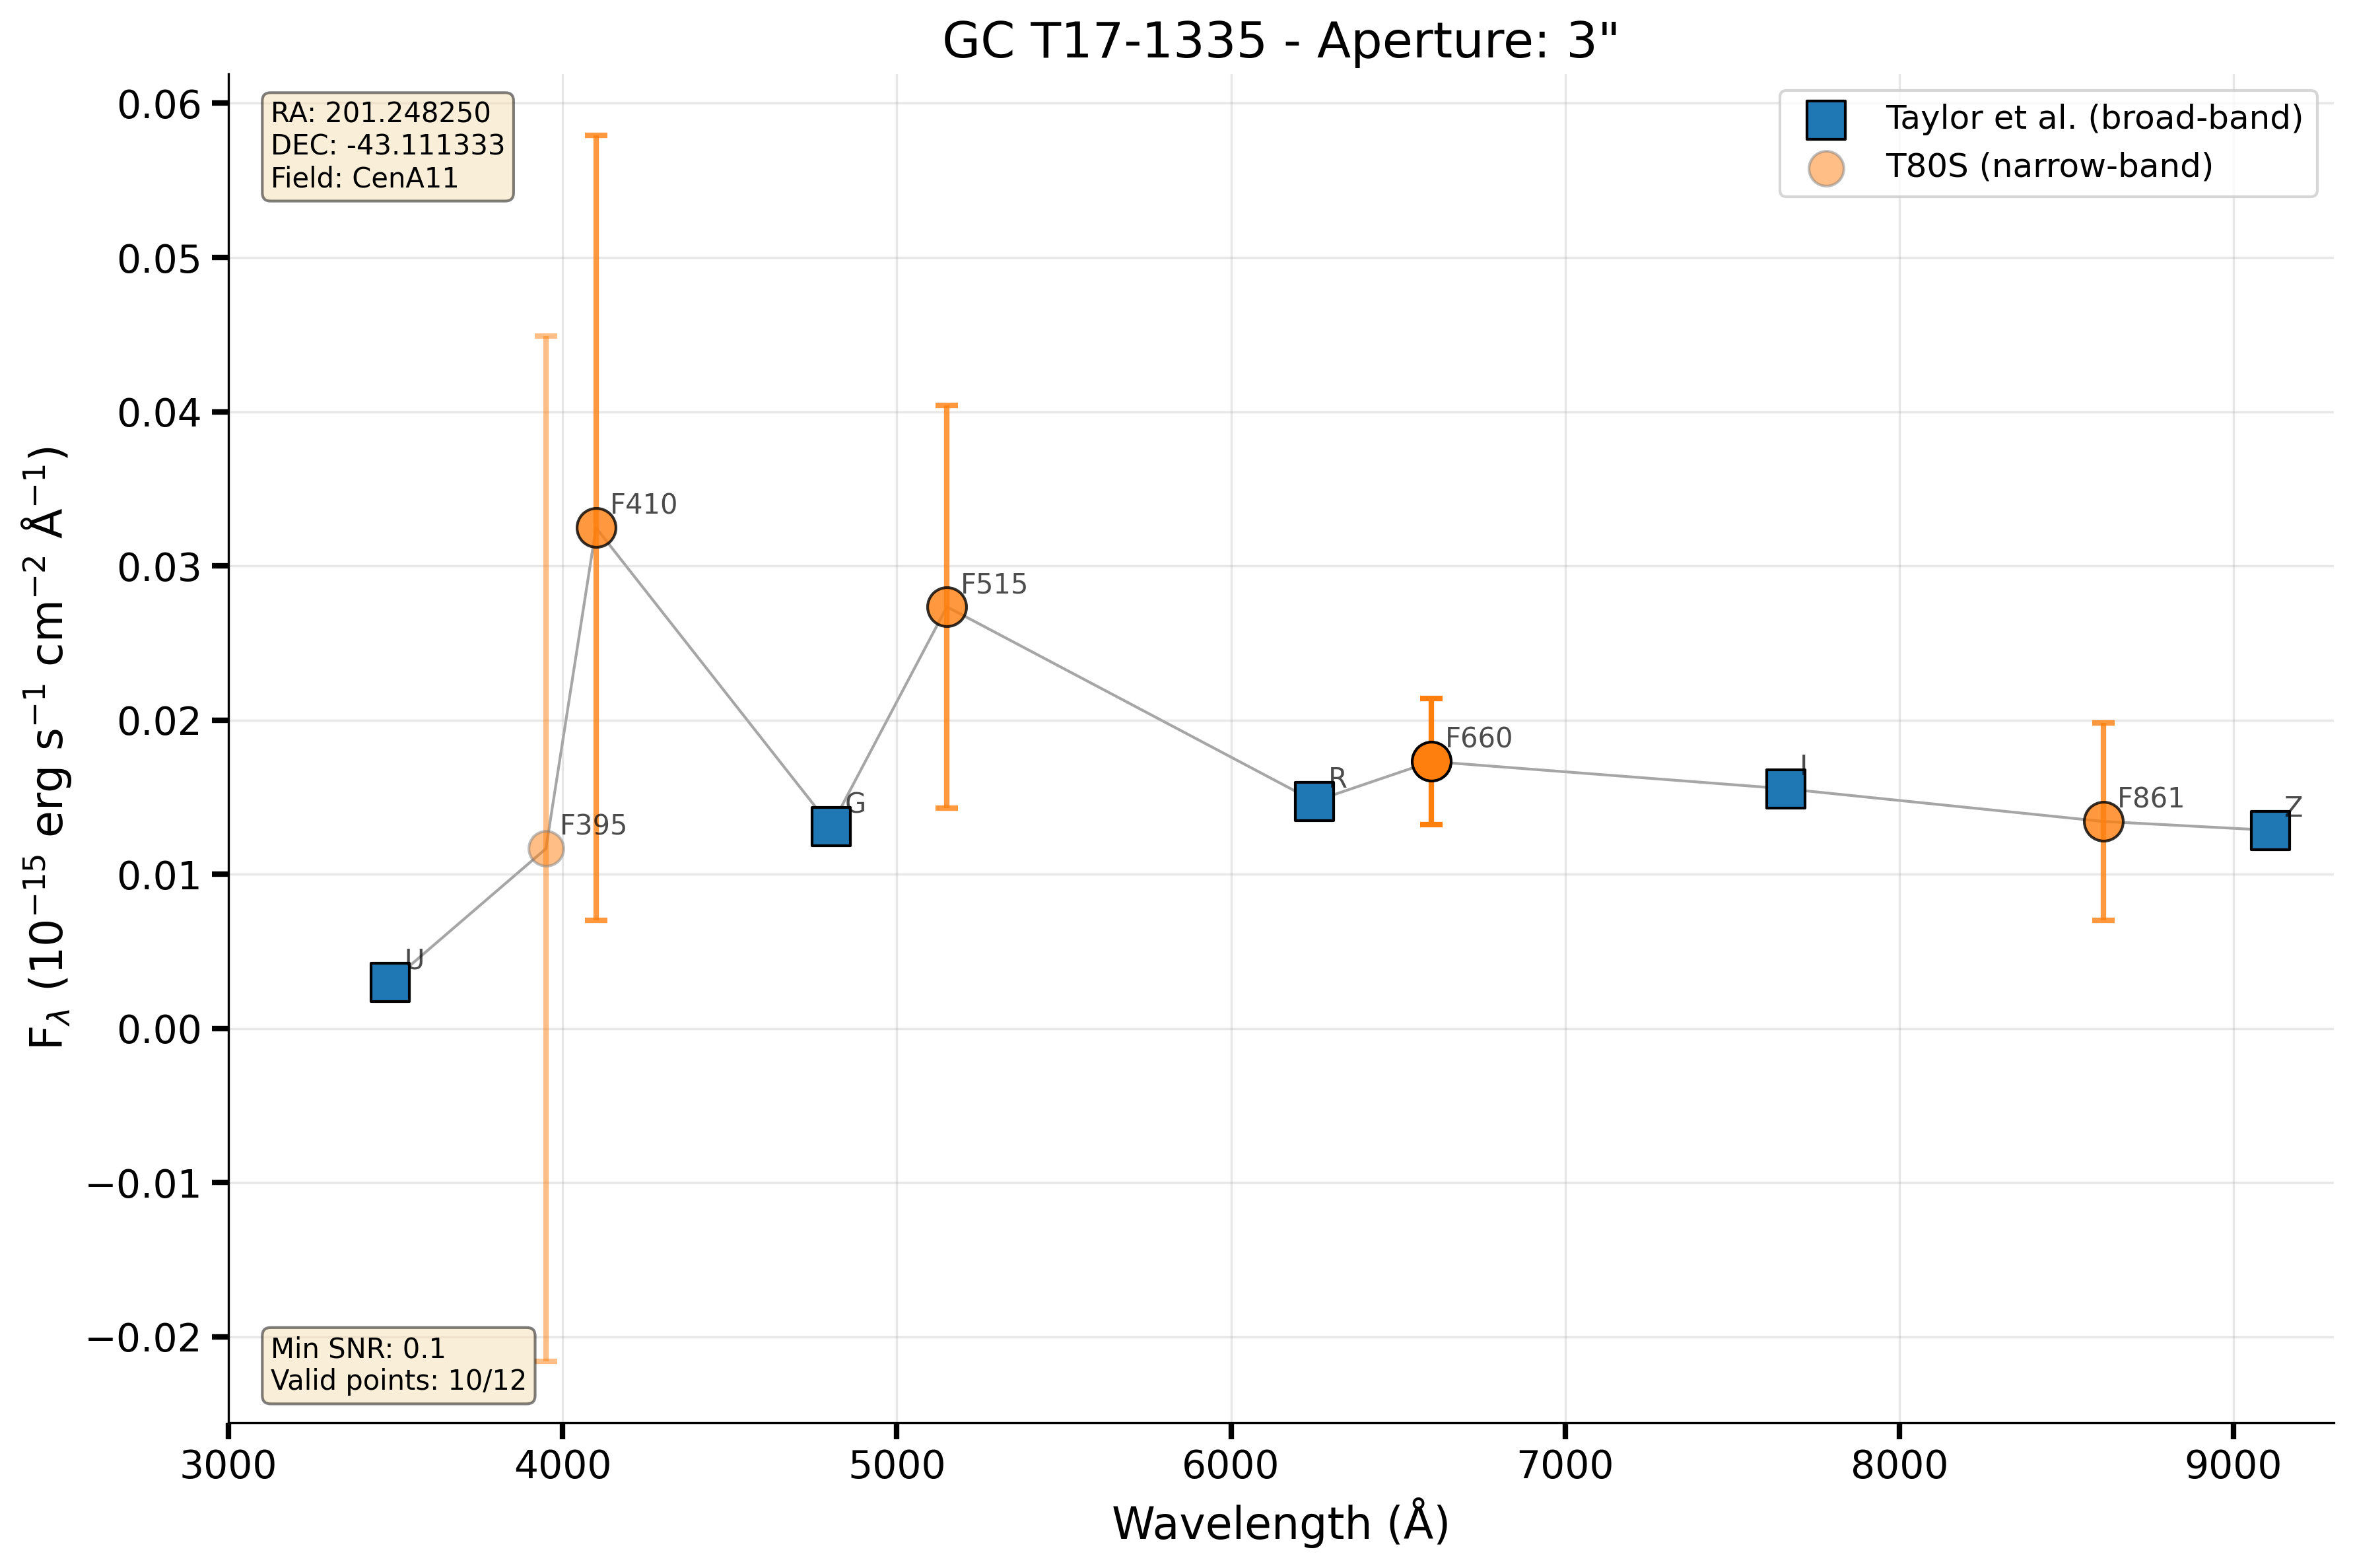 GC T17-1335 - Aperture: 3"
RA: 201.248250
DEC: -43.111333
Field: CenA11
Taylor et al. (broad-band)
T80S (narrow-band)
0.06
0.05
0.04
0.03
0.02
0.01
0.00
−0.01
−0.02
F_λ (10⁻¹⁵ erg s⁻¹ cm⁻² Å⁻¹)
U
F395
F410
G
F515
R
F660
I
F861
Z
Min SNR: 0.1
Valid points: 10/12
3000 4000 5000 6000 7000 8000 9000
Wavelength (Å)